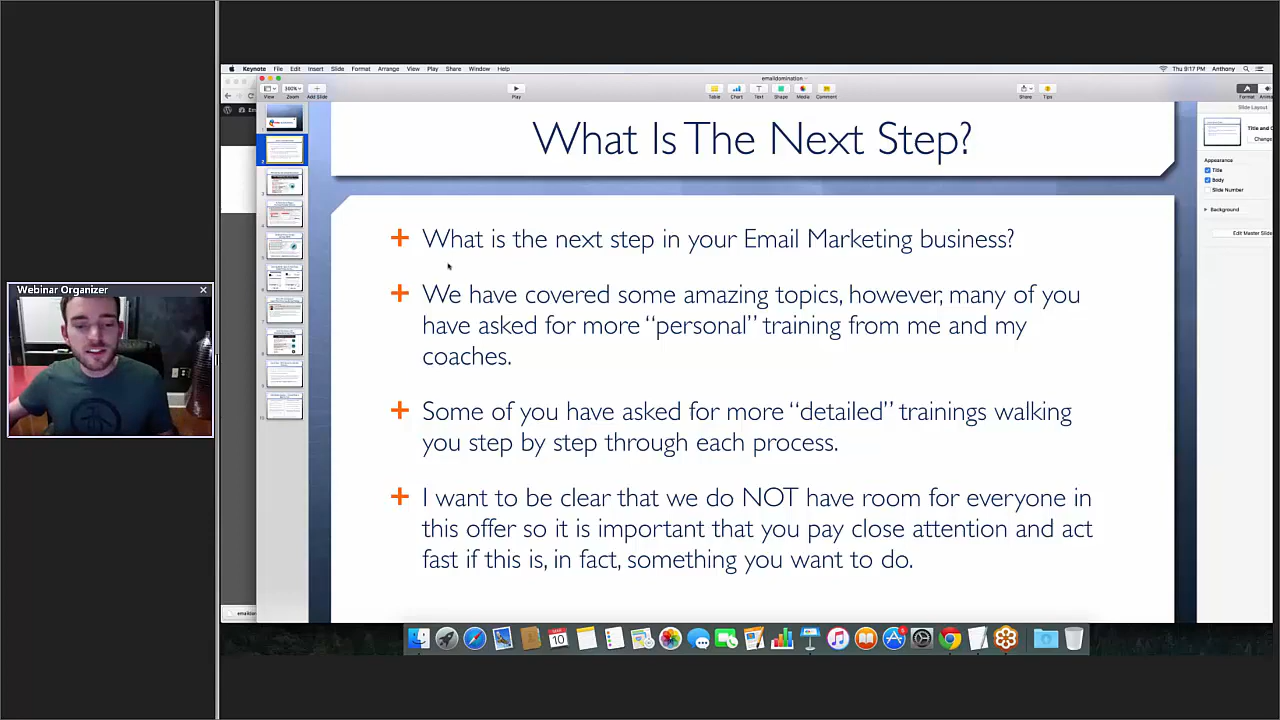 Keynote File Edit Insert Slide Format Arrange View Play Share Window Help
Thu 9:17 PM Anthony
emaildomination
300%
View Zoom Add Slide
Play
Table Chart Text Shape Media Comment
Share Tips
Format
Slide Layout
What Is The Next Step?
Title and
Change
Appearance
Title
Body
Slide Number
Background
Edit Master Slide
What is the next step in your Email Marketing business?
We have covered some amazing topics, however, many of you
have asked for more “personal” training from me and my
coaches.
Some of you have asked for more “detailed” trainings walking
you step by step through each process.
I want to be clear that we do NOT have room for everyone in
this offer so it is important that you pay close attention and act
fast if this is, in fact, something you want to do.
Webinar Organizer